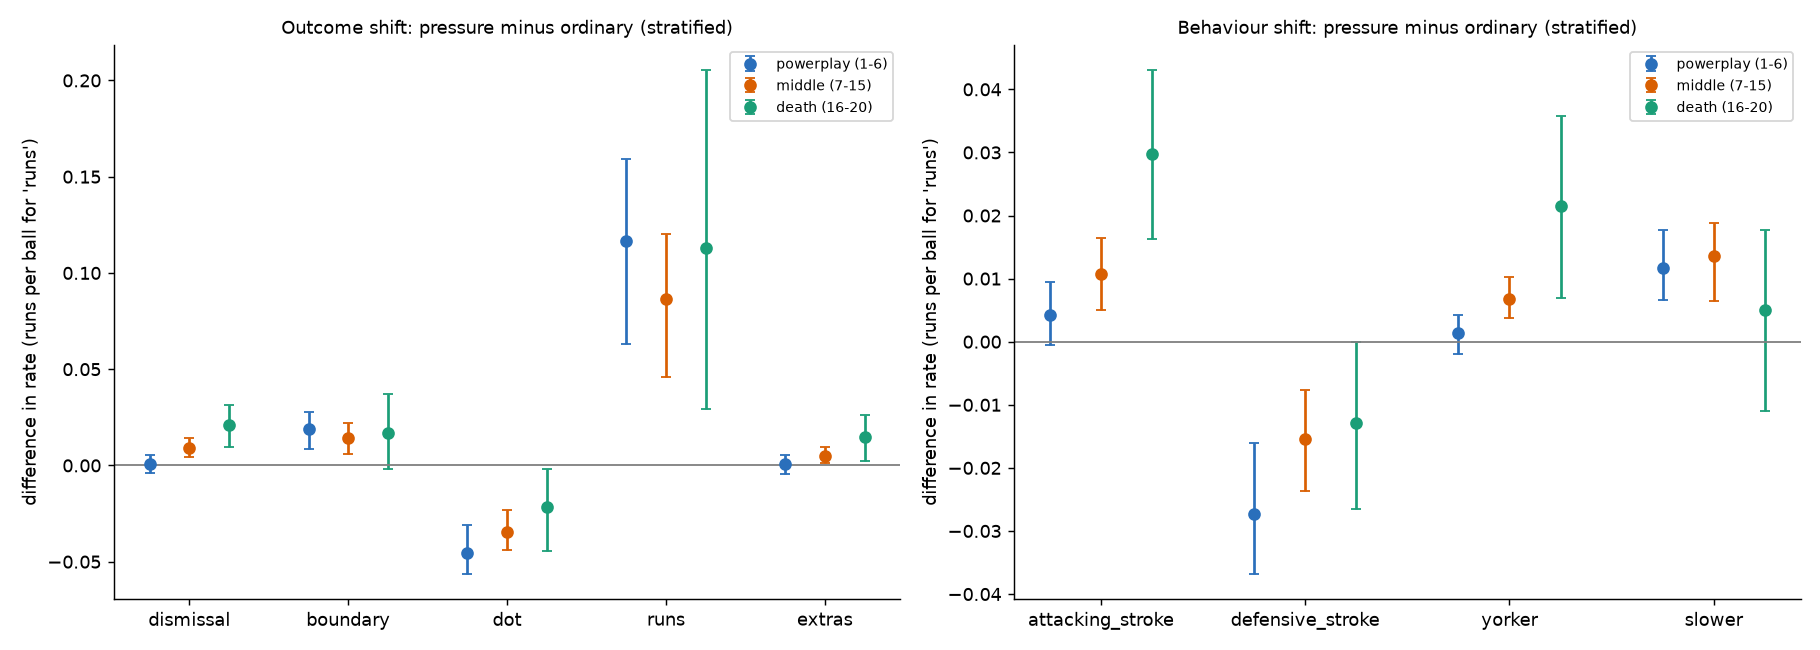 Outcome shift: pressure minus ordinary (stratified)
difference in rate (runs per ball for 'runs')
0.20
0.15
0.10
0.05
0.00
−0.05
powerplay (1-6)
middle (7-15)
death (16-20)
dismissal
boundary
dot
runs
extras
Behaviour shift: pressure minus ordinary (stratified)
difference in rate (runs per ball for 'runs')
0.04
0.03
0.02
0.01
0.00
−0.01
−0.02
−0.03
−0.04
powerplay (1-6)
middle (7-15)
death (16-20)
attacking_stroke
defensive_stroke
yorker
slower